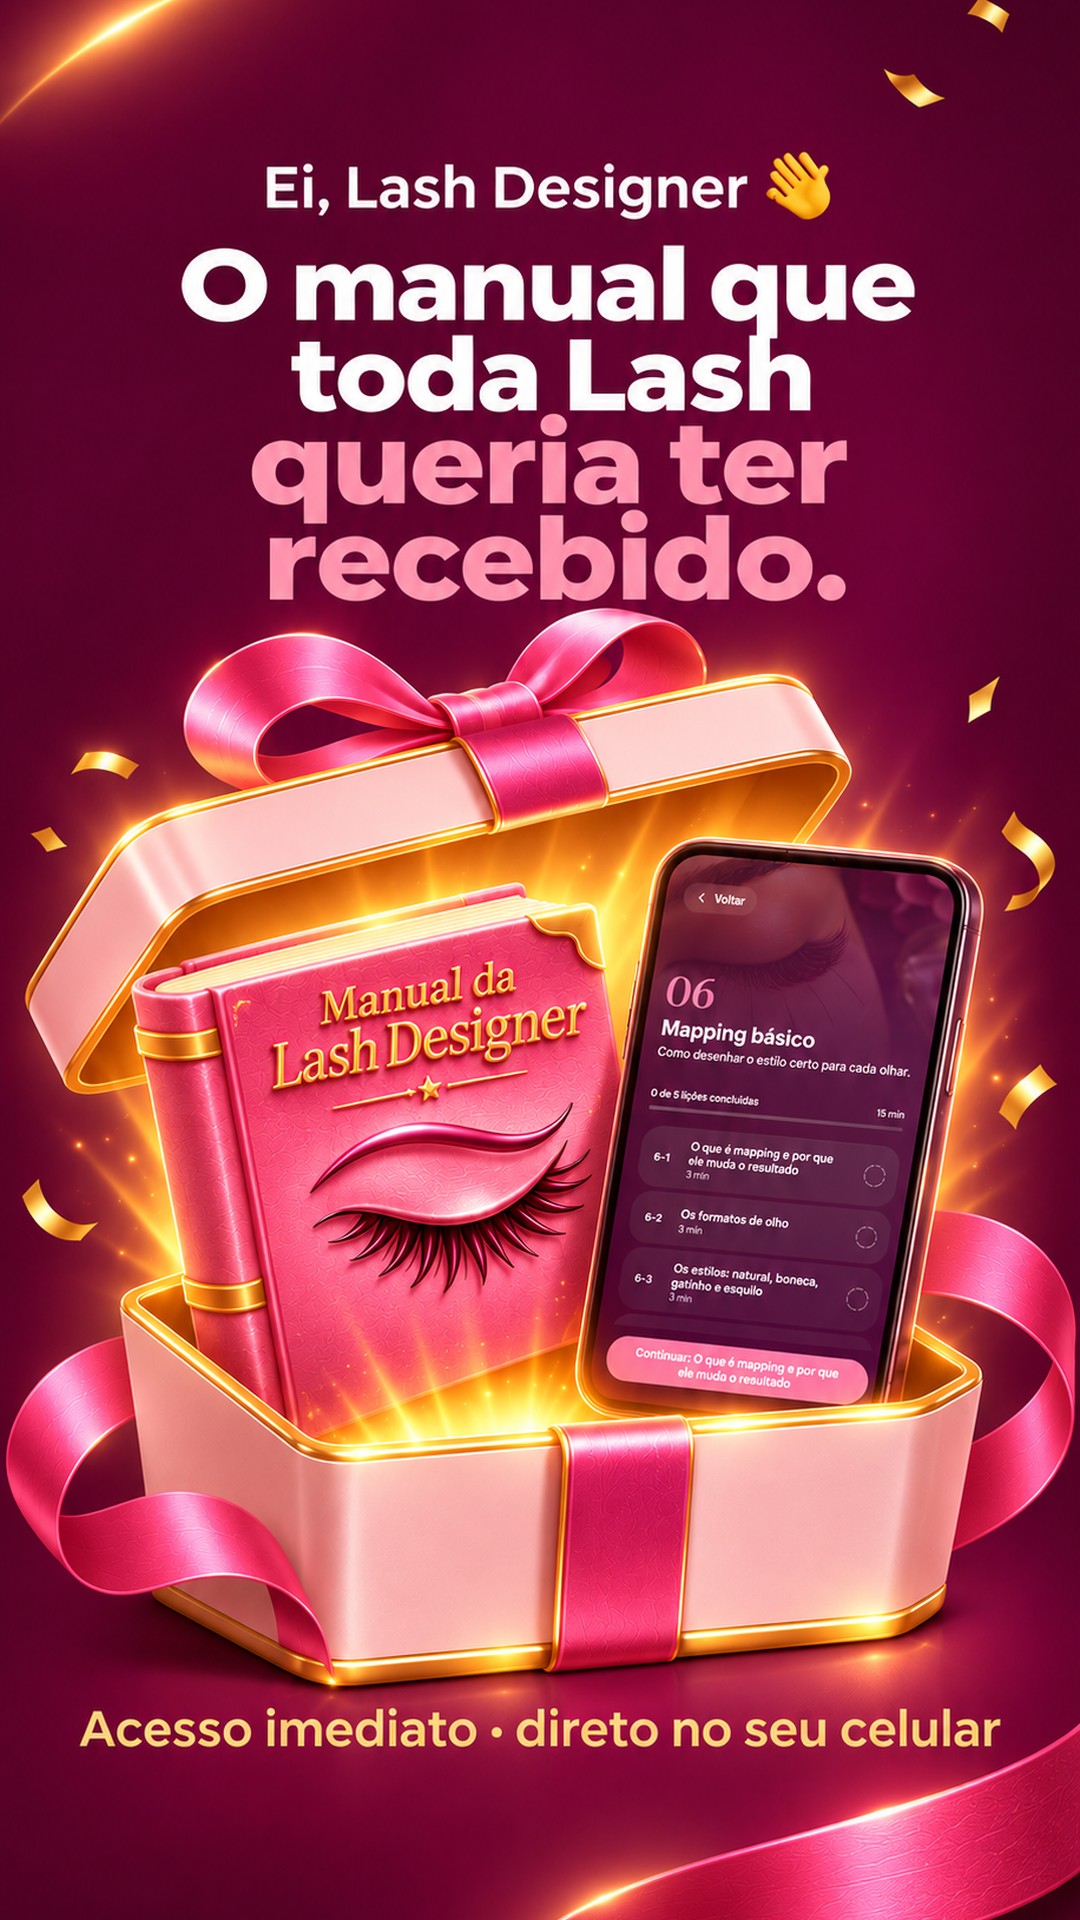 Ei, Lash Designer 👋
O manual que
toda Lash
queria ter
recebido.
Manual da
Lash Designer
Voltar
06
Mapping básico
Como desenhar o estilo certo para cada olhar.
0 de 5 lições concluídas
15 min
6-1
O que é mapping e por que
ele muda o resultado
3 min
6-2
Os formatos de olho
3 min
6-3
Os estilos: natural, boneca,
gatinho e esquilo
3 min
Continuar: O que é mapping e por que
ele muda o resultado
Acesso imediato • direto no seu celular